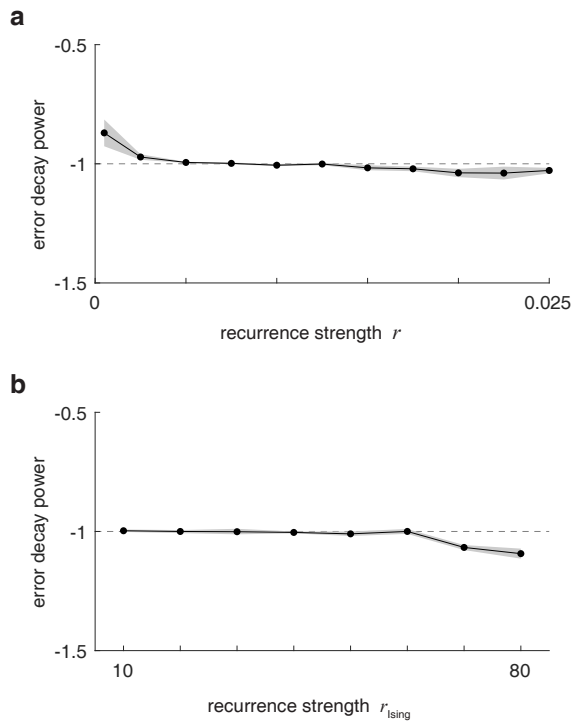 a
-0.5
error decay power
-1
-1.5
0
0.025
recurrence strength r
b
-0.5
error decay power
-1
-1.5
10
80
recurrence strength rIsing